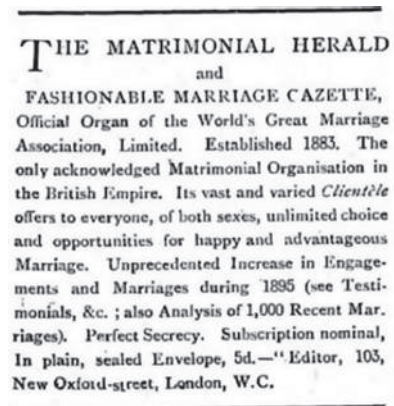 THE MATRIMONIAL HERALD
and
FASHIONABLE MARRIAGE CAZETTE,
Official Organ of the World's Great Marriage
Association, Limited. Established 1883. The
only acknowledged Matrimonial Organisation in
the British Empire. Its vast and varied Clientèle
offers to everyone, of both sexes, unlimited choice
and opportunities for happy and advantageous
Marriage. Unprecedented Increase in Engage-
ments and Marriages during 1895 (see Testi-
monials, &c. ; also Analysis of 1,000 Recent Mar-
riages). Perfect Secrecy. Subscription nominal,
In plain, sealed Envelope, 5d.—"Editor, 103,
New Oxford-street, London, W.C.